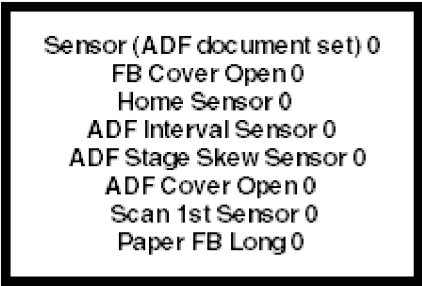 Sensor (ADF document set) 0
FB Cover Open 0
Home Sensor 0
ADF Interval Sensor 0
ADF Stage Skew Sensor 0
ADF Cover Open 0
Scan 1st Sensor 0
Paper FB Long 0